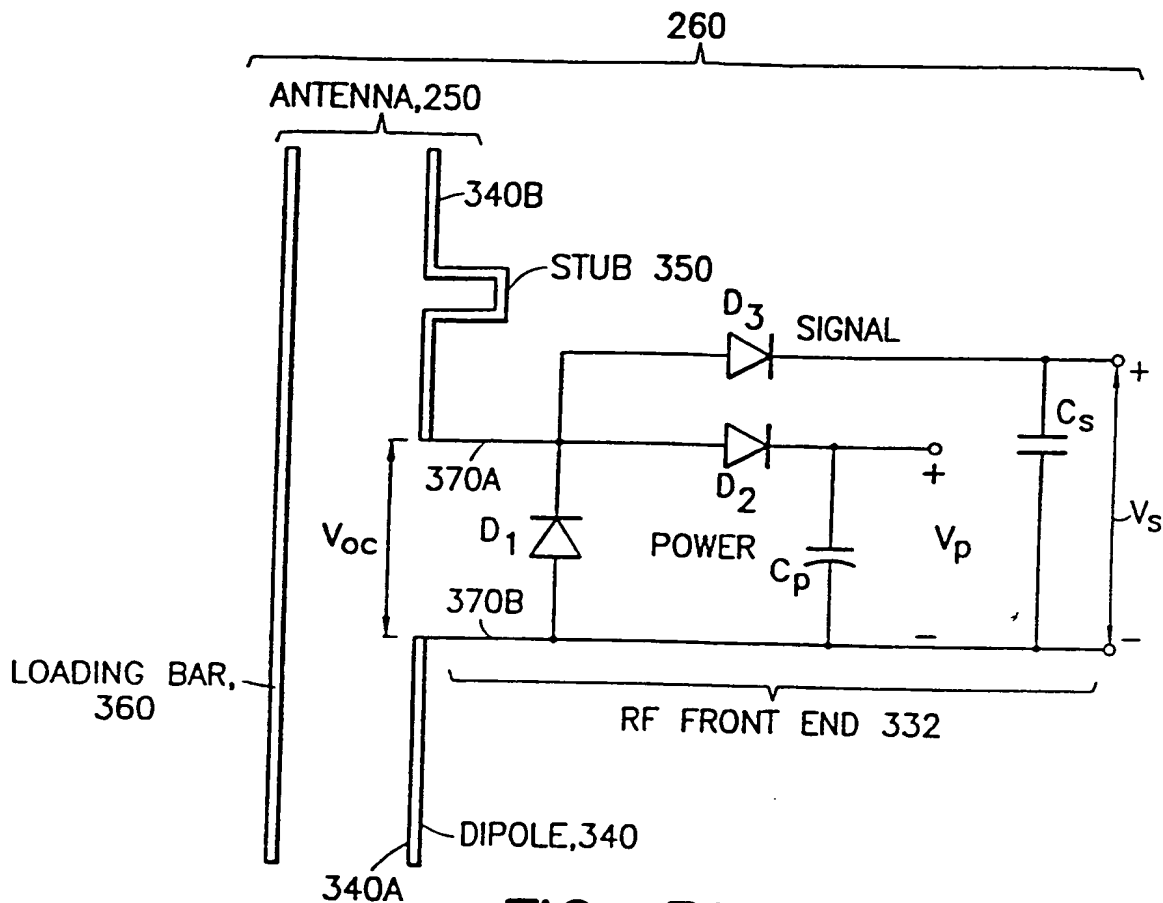 260
ANTENNA,250
340B
STUB 350
D3
SIGNAL
Cs
+
370A
D2
+
Voc
D1
POWER
Cp
Vp
Vs
370B
–
–
LOADING BAR,
360
RF FRONT END 332
DIPOLE,340
340A